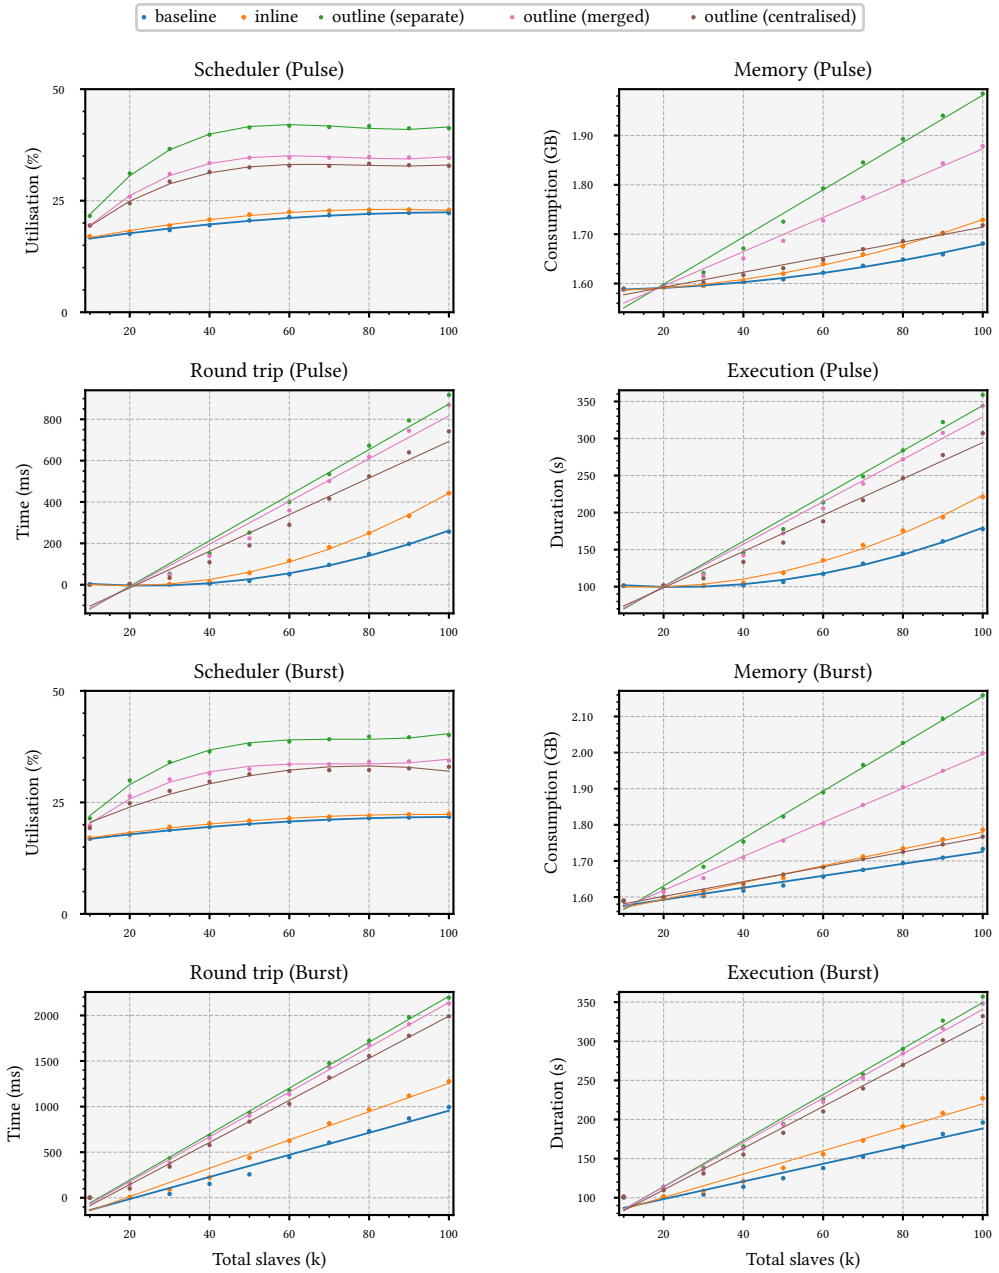 baseline inline outline (separate) outline (merged) outline (centralised)
Scheduler (Pulse)
Utilisation (%)
50
25
0
20 40 60 80 100
Memory (Pulse)
Consumption (GB)
1.90
1.80
1.70
1.60
20 40 60 80 100
Round trip (Pulse)
Time (ms)
800
600
400
200
0
20 40 60 80 100
Execution (Pulse)
Duration (s)
350
300
250
200
150
100
20 40 60 80 100
Scheduler (Burst)
Utilisation (%)
50
25
0
20 40 60 80 100
Memory (Burst)
Consumption (GB)
2.10
2.00
1.90
1.80
1.70
1.60
20 40 60 80 100
Round trip (Burst)
Time (ms)
2000
1500
1000
500
0
20 40 60 80 100
Total slaves (k)
Execution (Burst)
Duration (s)
350
300
250
200
150
100
20 40 60 80 100
Total slaves (k)